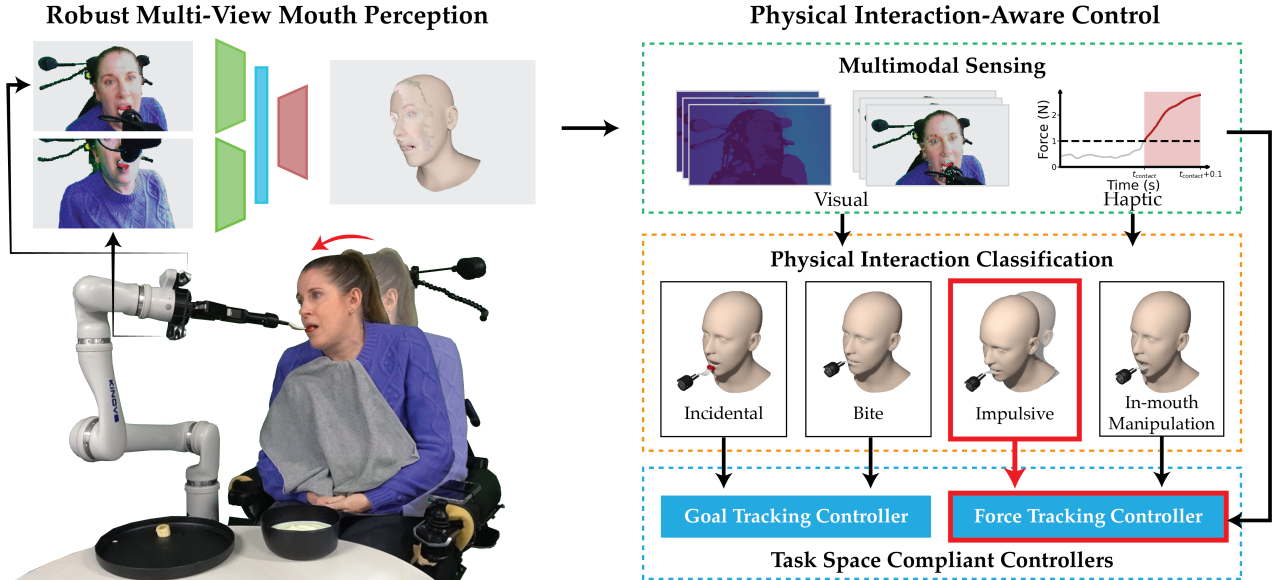 Robust Multi-View Mouth Perception
KINOVA
Physical Interaction-Aware Control
Multimodal Sensing
Force (N)
2
1
0
t_contact
t_contact+0.1
Time (s)
Visual
Haptic
Physical Interaction Classification
Incidental
Bite
Impulsive
In-mouth
Manipulation
Goal Tracking Controller
Force Tracking Controller
Task Space Compliant Controllers